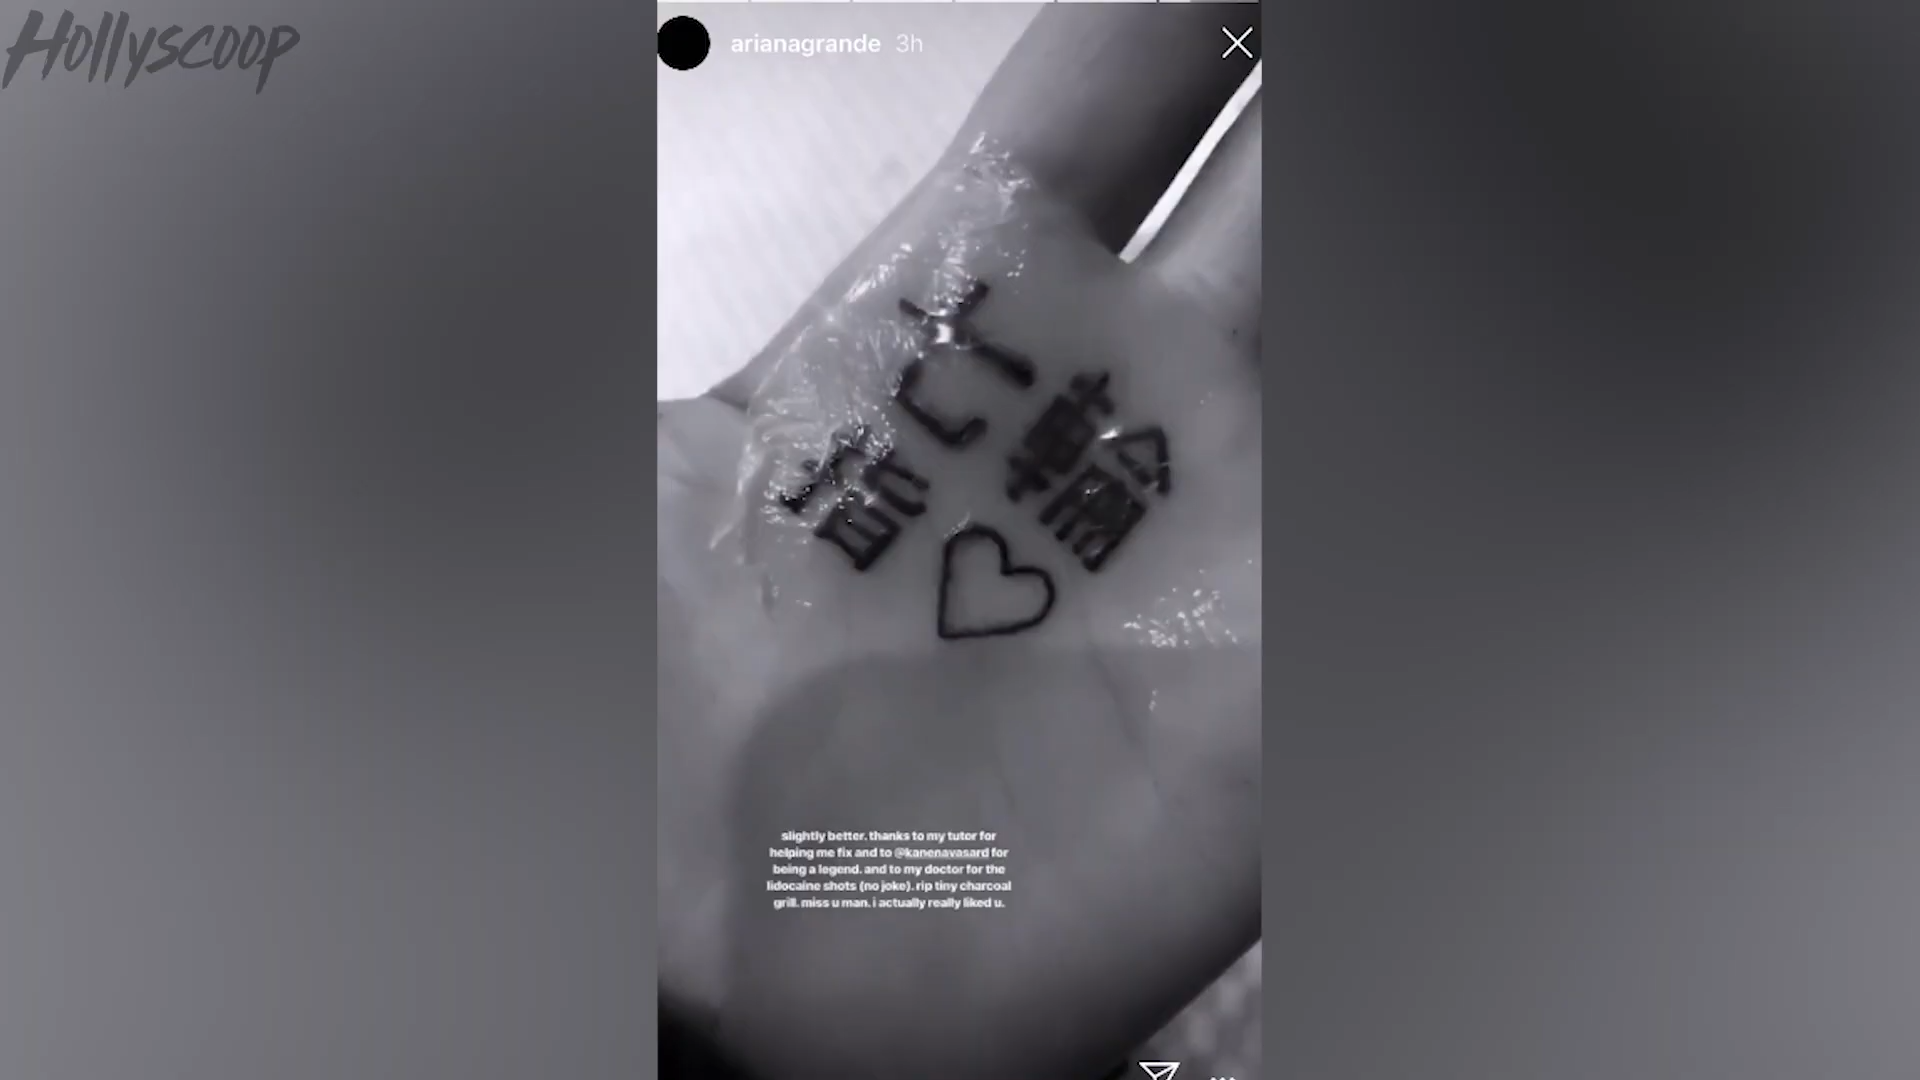 Hollyscoop
arianagrande 3h
七輪
指♡
slightly better. thanks to my tutor for
helping me fix and to @kanenavasard for
being a legend. and to my doctor for the
lidocaine shots (no joke). rip tiny charcoal
grill. miss u man. i actually really liked u.